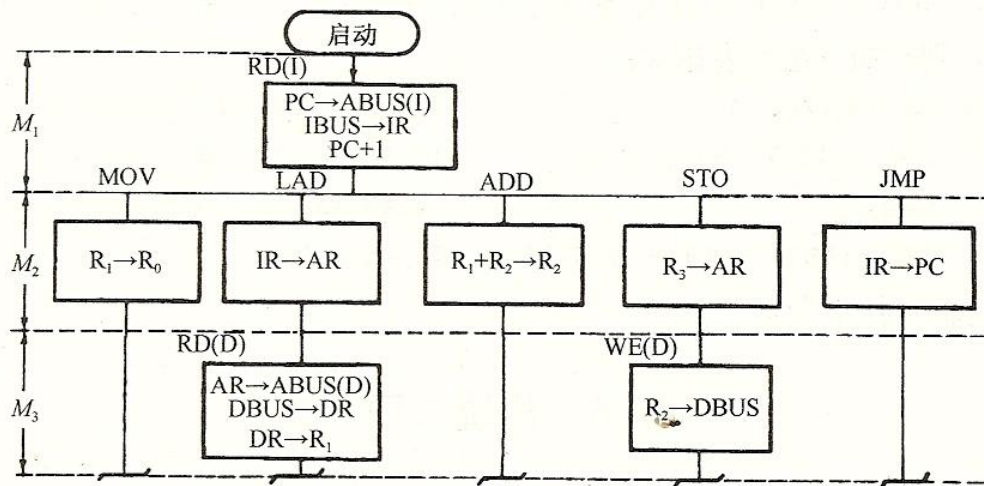 启动
RD(I)
PC→ABUS(I)
IBUS→IR
PC+1
M₁
MOV
LAD
ADD
STO
JMP
M₂
R₁→R₀
IR→AR
R₁+R₂→R₂
R₃→AR
IR→PC
RD(D)
WE(D)
M₃
AR→ABUS(D)
DBUS→DR
DR→R₁
R₂→DBUS